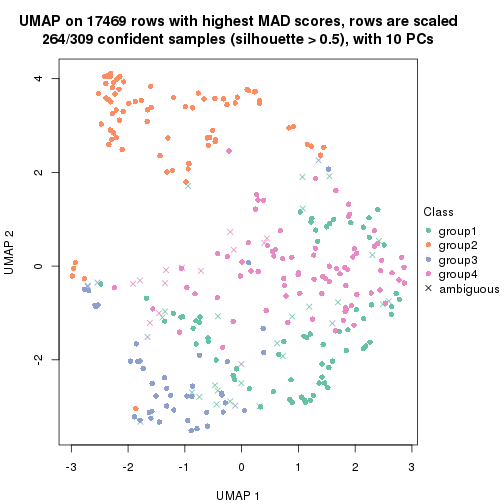 UMAP on 17469 rows with highest MAD scores, rows are scaled
264/309 confident samples (silhouette > 0.5), with 10 PCs
4
2
0
-2
UMAP 2
-3
-2
-1
0
1
2
3
UMAP 1
Class
group1
group2
group3
group4
ambiguous